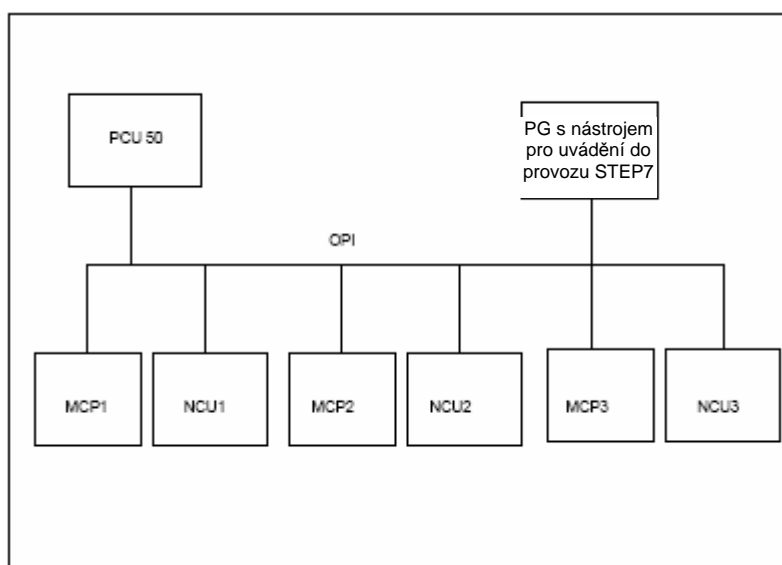 PCU 50
PG s nástrojem
pro uvádění do
provozu STEP7
OPI
MCP1
NCU1
MCP2
NCU2
MCP3
NCU3